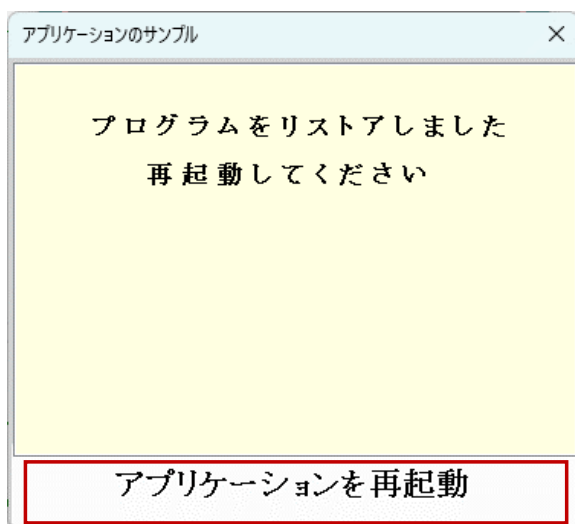 アプリケーションのサンプル
プログラムをリストアしました
再起動してください
アプリケーションを再起動